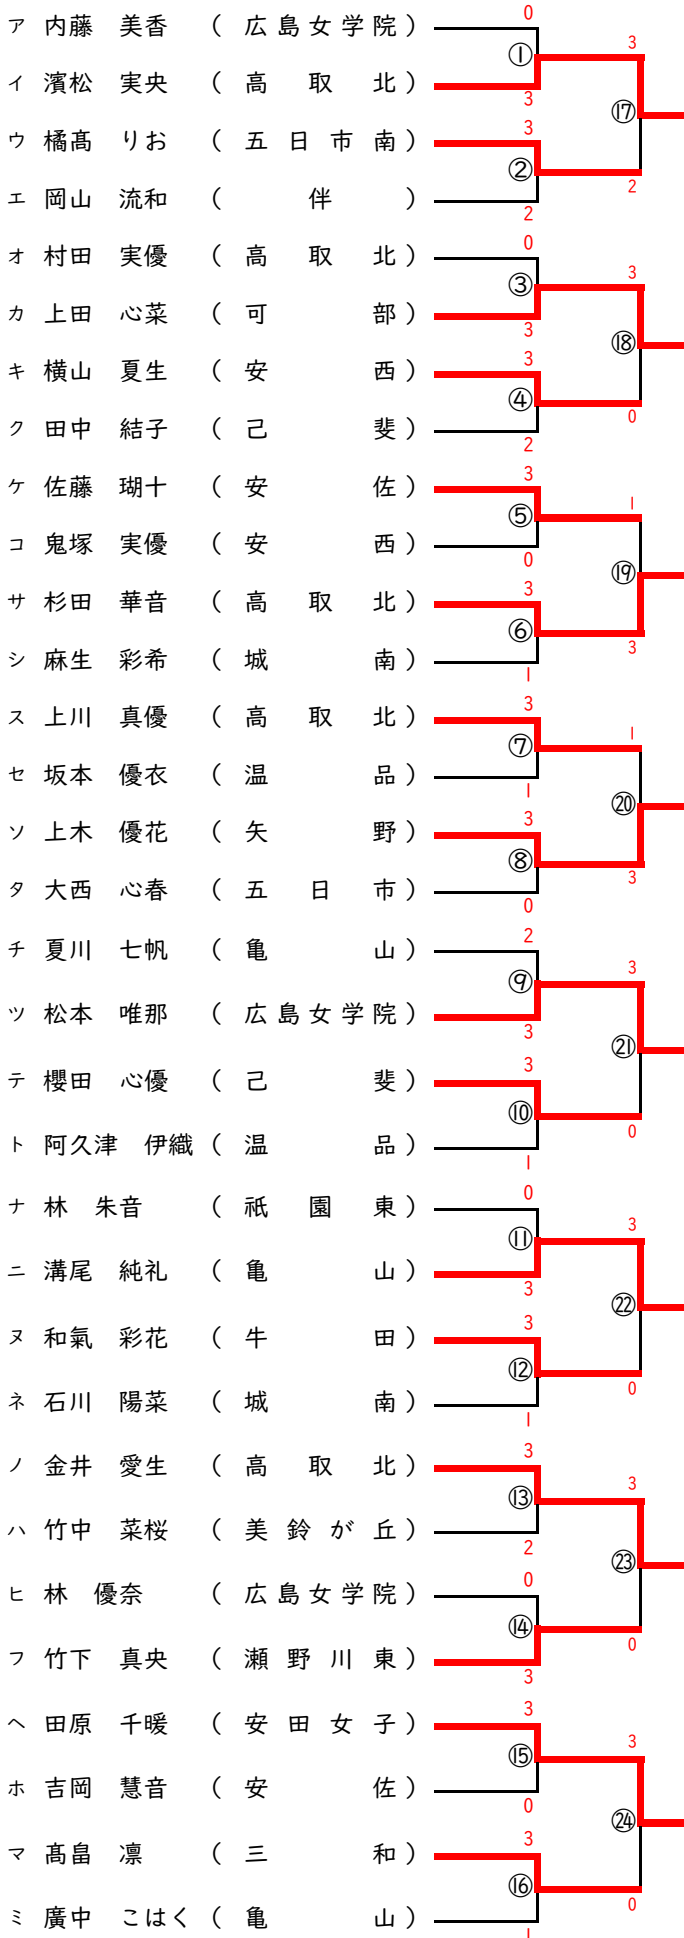 0
ア 内藤 美香 ( 広島女学院 )
① 3
イ 濱松 実央 ( 高取北 )
3
⑰
3
ウ 橘髙 りお ( 五日市南 )
②
2
エ 岡山 流和 ( 伴 )
2
0
オ 村田 実優 ( 高取北 )
③ 3
カ 上田 心菜 ( 可部 )
3
⑱
3
キ 横山 夏生 ( 安西 )
④
0
ク 田中 結子 ( 己斐 )
2
3
ケ 佐藤 瑚十 ( 安佐 )
⑤ 1
コ 鬼塚 実優 ( 安西 )
0
⑲
3
サ 杉田 華音 ( 高取北 )
⑥
3
シ 麻生 彩希 ( 城南 )
1
3
ス 上川 真優 ( 高取北 )
⑦ 1
セ 坂本 優衣 ( 温品 )
1
⑳
3
ソ 上木 優花 ( 矢野 )
⑧
3
タ 大西 心春 ( 五日市 )
0
2
チ 夏川 七帆 ( 亀山 )
⑨ 3
ツ 松本 唯那 ( 広島女学院 )
3
㉑
3
テ 櫻田 心優 ( 己斐 )
⑩
0
ト 阿久津 伊織 ( 温品 )
1
0
ナ 林 朱音 ( 祇園東 )
⑪ 3
ニ 溝尾 純礼 ( 亀山 )
3
㉒
3
ヌ 和氣 彩花 ( 牛田 )
⑫
0
ネ 石川 陽菜 ( 城南 )
1
3
ノ 金井 愛生 ( 高取北 )
⑬ 3
ハ 竹中 菜桜 ( 美鈴が丘 )
2
㉓
0
ヒ 林 優奈 ( 広島女学院 )
⑭
0
フ 竹下 真央 ( 瀬野川東 )
3
3
ヘ 田原 千暖 ( 安田女子 )
⑮ 3
ホ 吉岡 慧音 ( 安佐 )
0
㉔
3
マ 髙畠 凛 ( 三和 )
⑯
0
ミ 廣中 こはく ( 亀山 )
1